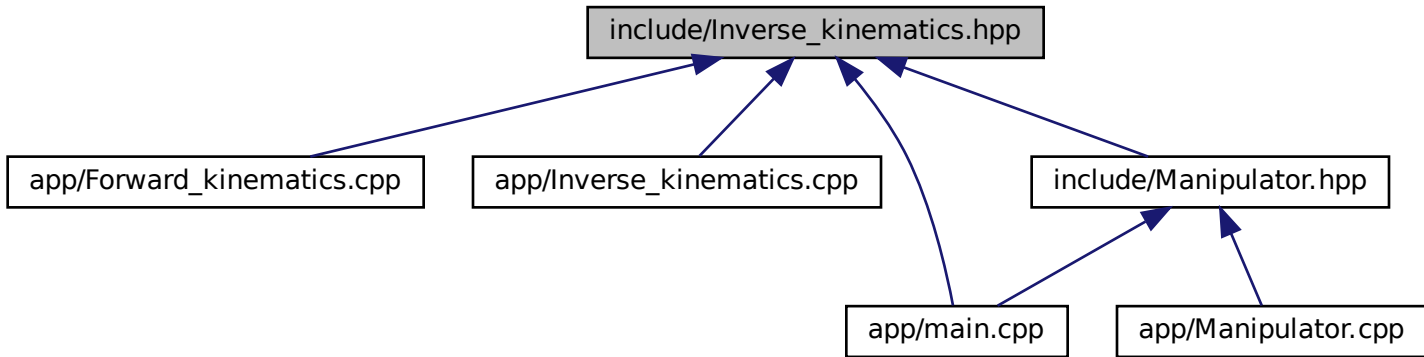 include/Inverse_kinematics.hpp
app/Forward_kinematics.cpp
app/Inverse_kinematics.cpp
include/Manipulator.hpp
app/main.cpp
app/Manipulator.cpp